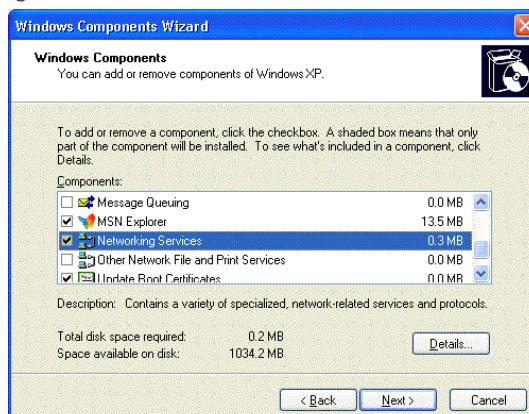 Windows Components Wizard
Windows Components
You can add or remove components of Windows XP.
To add or remove a component, click the checkbox. A shaded box means that only
part of the component will be installed. To see what's included in a component, click
Details.
Components:
Message Queuing 0.0 MB
MSN Explorer 13.5 MB
Networking Services 0.3 MB
Other Network File and Print Services 0.0 MB
Update Root Certificates 0.0 MB
Description: Contains a variety of specialized, network-related services and protocols.
Total disk space required: 0.2 MB
Space available on disk: 1034.2 MB
Details...
< Back Next > Cancel